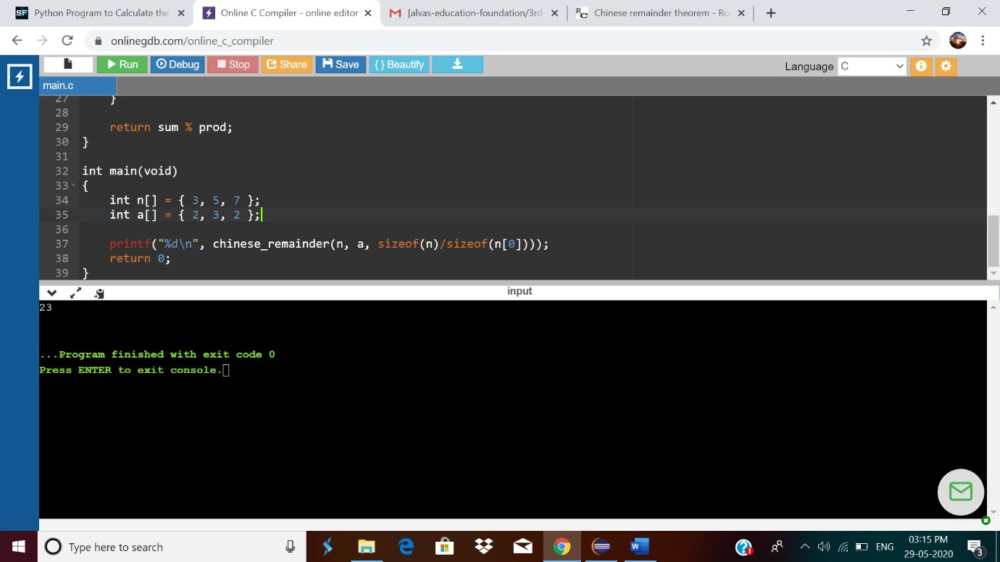 Python Program to Calculate the
Online C Compiler - online editor
[alvas-education-foundation/3rd
Chinese remainder theorem - Ro
onlinegdb.com/online_c_compiler
Run Debug Stop Share Save {} Beautify
Language C
main.c
27 }
28
29 return sum % prod;
30 }
31
32 int main(void)
33 {
34 int n[] = { 3, 5, 7 };
35 int a[] = { 2, 3, 2 };
36
37 printf("%d\n", chinese_remainder(n, a, sizeof(n)/sizeof(n[0])));
38 return 0;
39 }
input
23
...Program finished with exit code 0
Press ENTER to exit console.
Type here to search
ENG
03:15 PM
29-05-2020
3